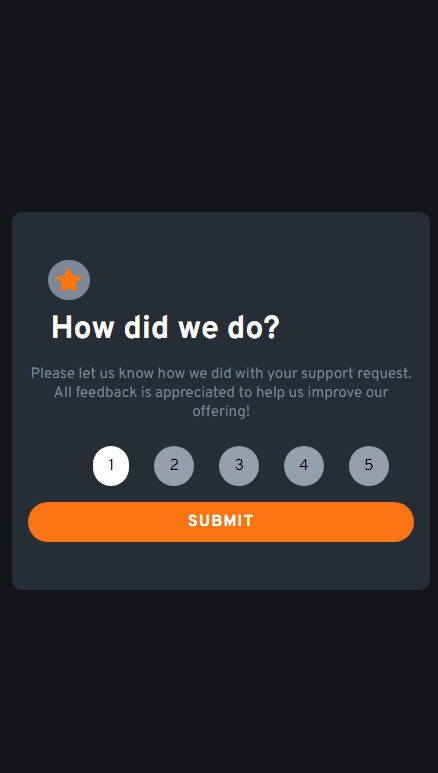 How did we do?
Please let us know how we did with your support request.
All feedback is appreciated to help us improve our
offering!
1 2 3 4 5
SUBMIT